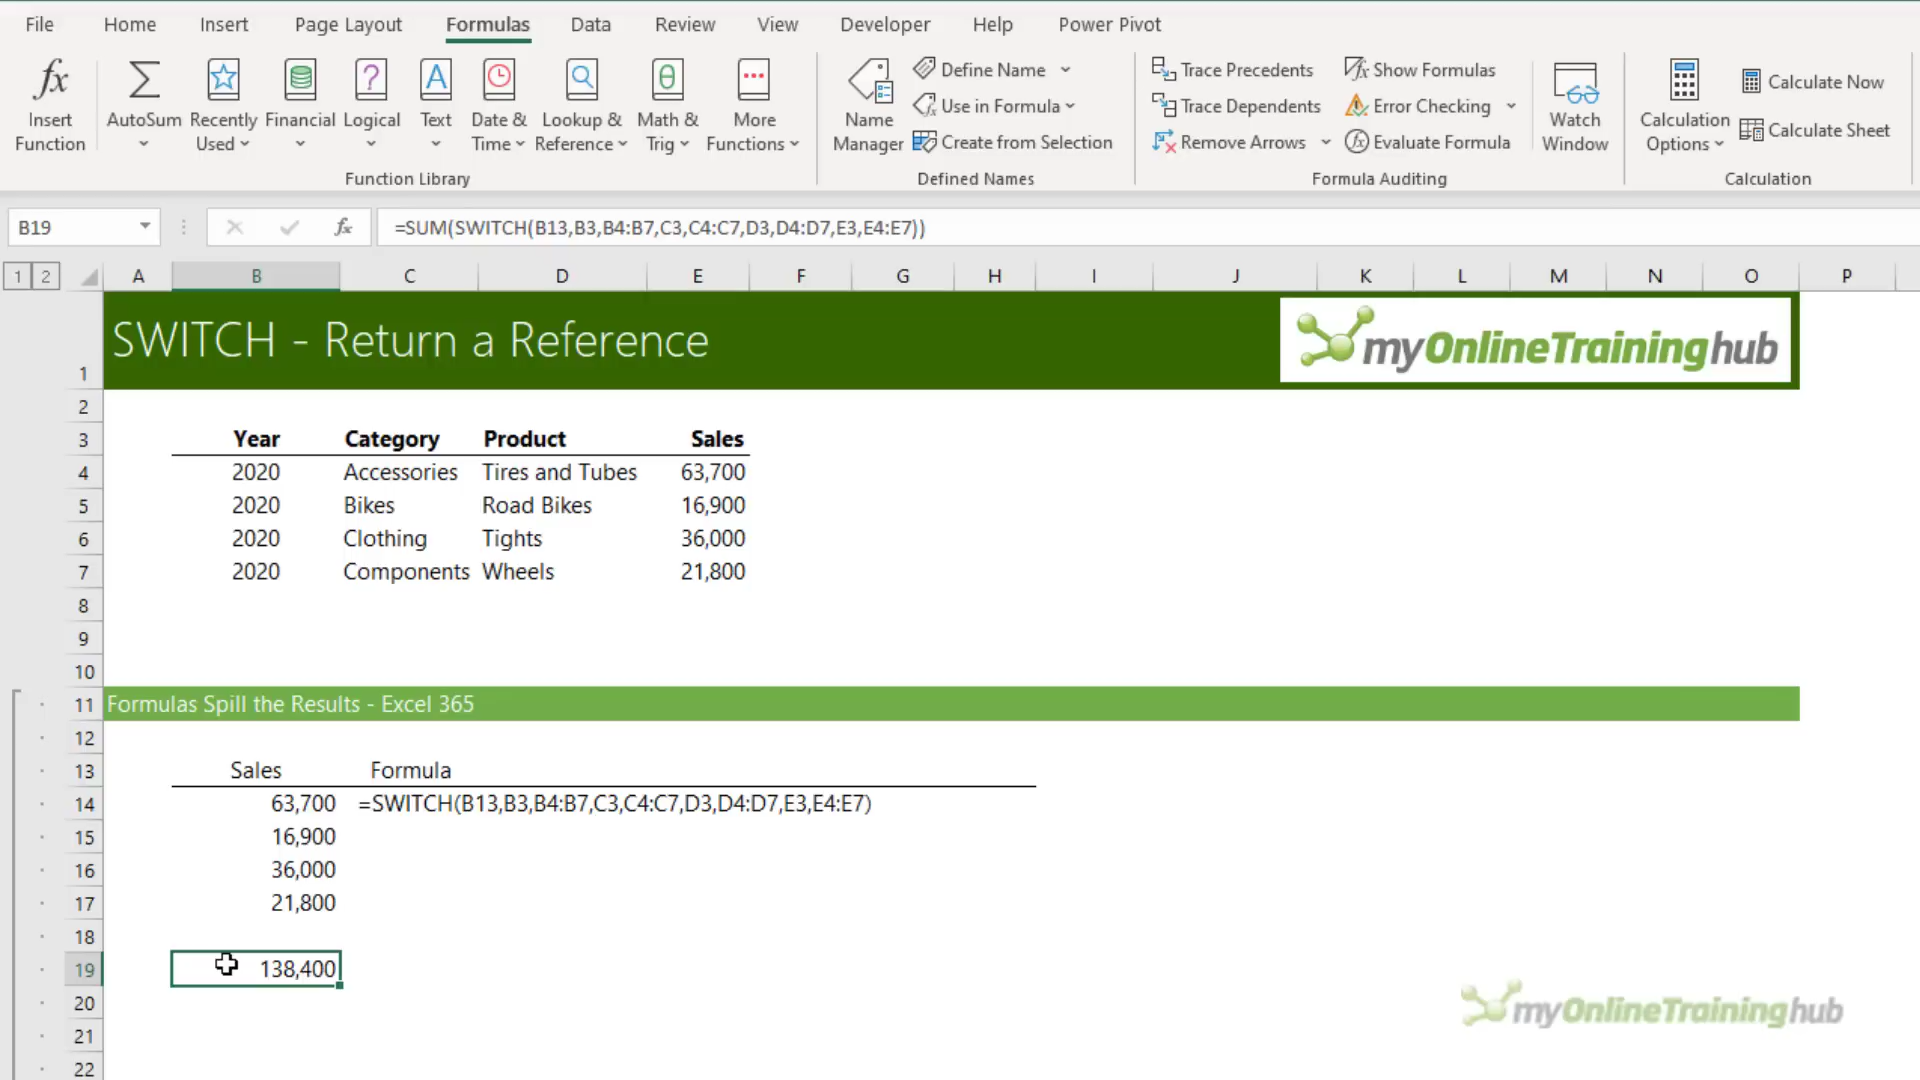 File Home Insert Page Layout Formulas Data Review View Developer Help Power Pivot
fx Insert Function
AutoSum
Recently Used
Financial
Logical
Text
Date & Time
Lookup & Reference
Math & Trig
More Functions
Function Library
Name Manager
Define Name
Use in Formula
Create from Selection
Defined Names
Trace Precedents
Trace Dependents
Remove Arrows
Show Formulas
Error Checking
Evaluate Formula
Formula Auditing
Watch Window
Calculation Options
Calculate Now
Calculate Sheet
Calculation
B19 fx =SUM(SWITCH(B13,B3,B4:B7,C3,C4:C7,D3,D4:D7,E3,E4:E7))
1 2 A B C D E F G H I J K L M N O P
1 SWITCH - Return a Reference myOnlineTraininghub
2
3 Year Category Product Sales
4 2020 Accessories Tires and Tubes 63,700
5 2020 Bikes Road Bikes 16,900
6 2020 Clothing Tights 36,000
7 2020 Components Wheels 21,800
8
9
10
11 Formulas Spill the Results - Excel 365
12
13 Sales Formula
14 63,700 =SWITCH(B13,B3,B4:B7,C3,C4:C7,D3,D4:D7,E3,E4:E7)
15 16,900
16 36,000
17 21,800
18
19 138,400
20 myOnlineTraininghub
21
22